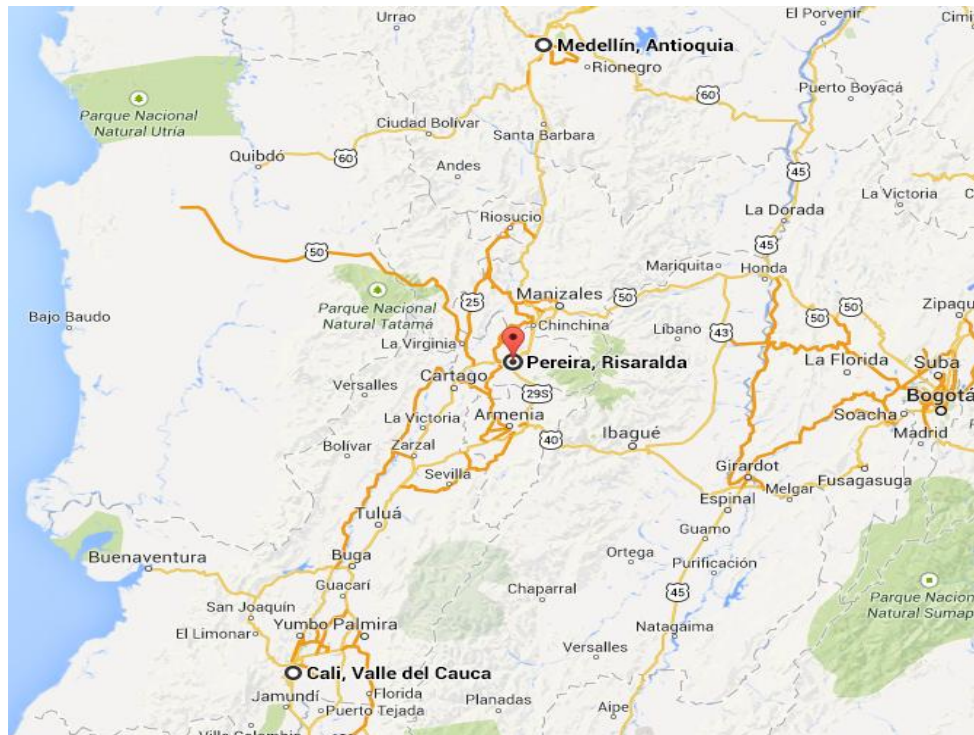 Urrao
El Porvenir
Cimi
Medellín, Antioquia
Rionegro
Parque Nacional
Natural Utría
60
Puerto Boyacá
Ciudad Bolívar
Santa Barbara
Quibdó
60
Andes
45
La Victoria
C
Riosucio
La Dorada
50
45
Mariquita
Honda
Parque Nacional
Natural Tatamá
25
Manizales
50
Zipaqu
Bajo Baudo
Chinchina
Líbano
43
50
50
La Virginia
Pereira, Risaralda
La Florida
Suba
Versalles
Cartago
29S
Bogotá
La Victoria
Armenia
Soacha
Bolívar
Zarzal
40
Ibagué
Madrid
Sevilla
Girardot
Fusagasuga
Espinal
Melgar
Tuluá
Guamo
Buenaventura
Buga
Ortega
Purificación
Guacarí
Chaparral
45
Parque Nacion
Natural Sumap
San Joaquín
El Limonar
Yumbo
Palmira
Natagaima
Versalles
Cali, Valle del Cauca
Jamundí
Florida
Planadas
Puerto Tejada
Aipe